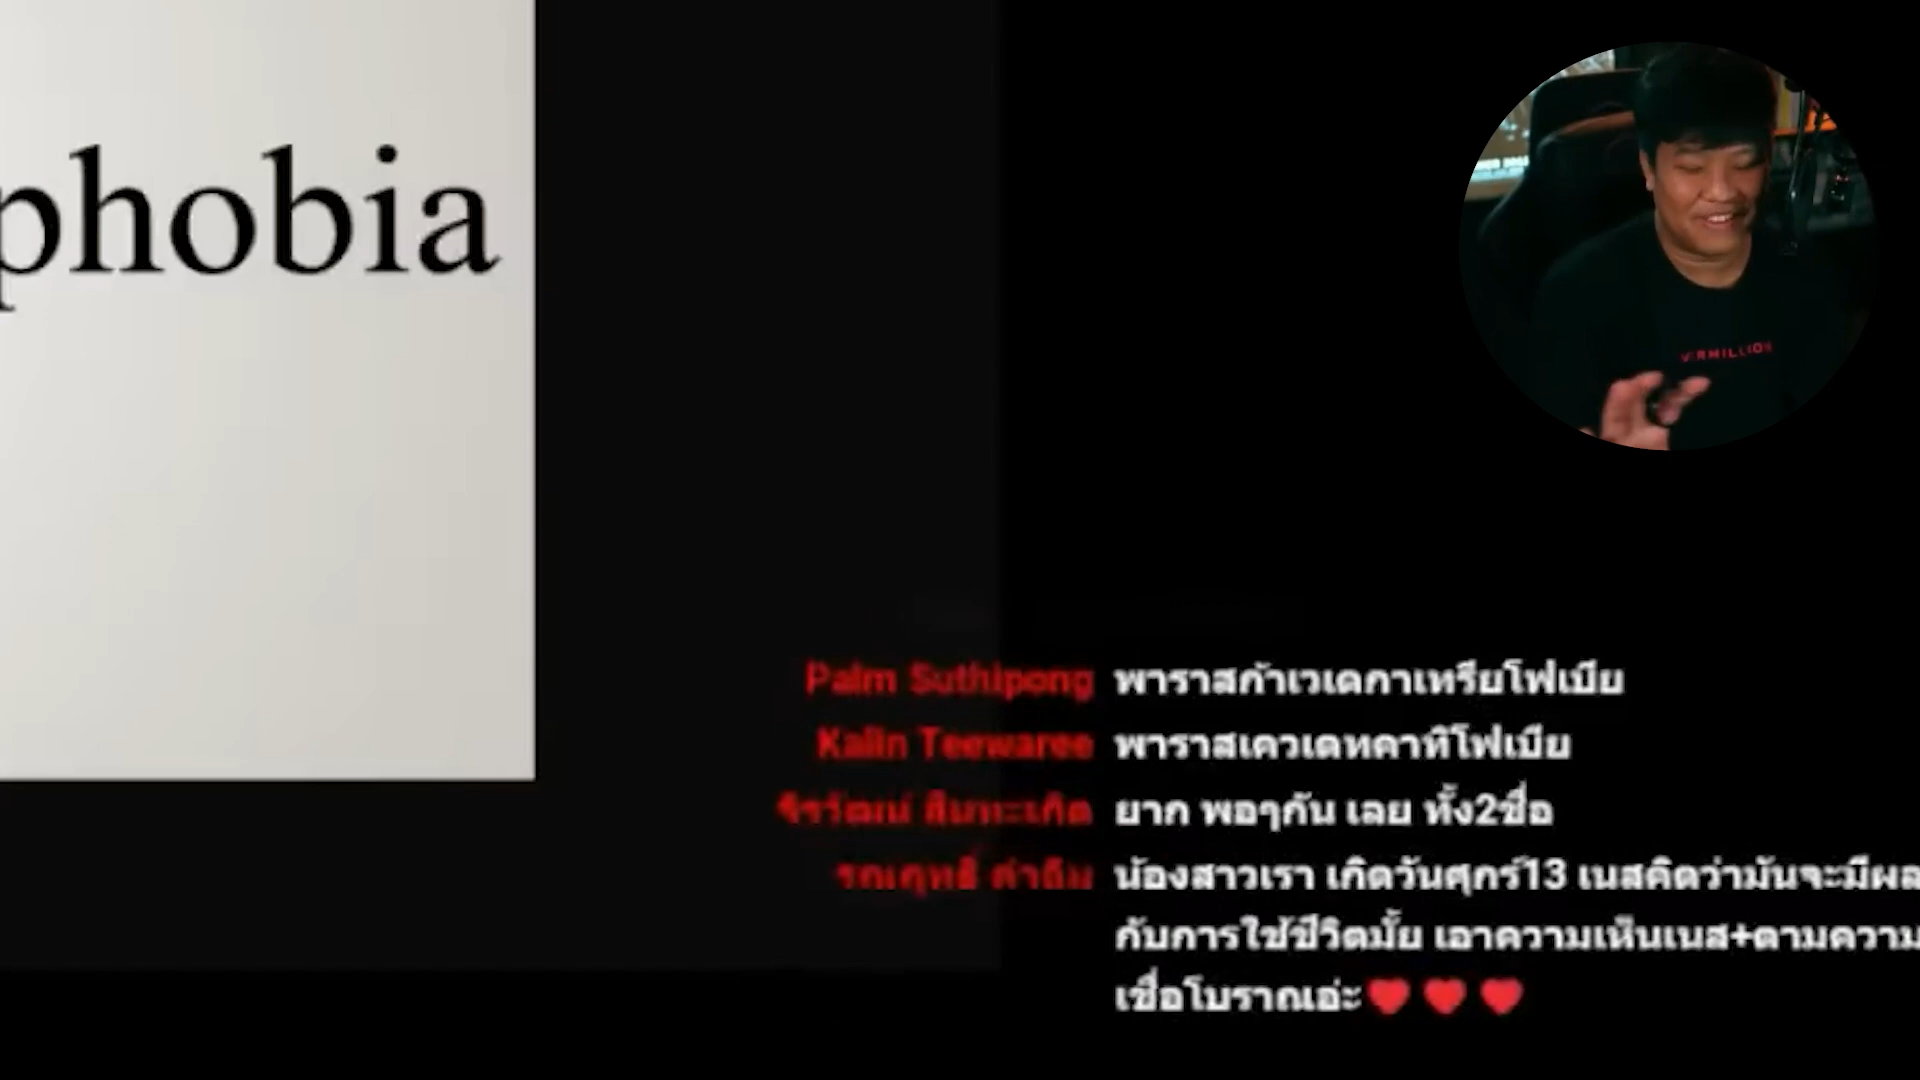 phobia
VERMILLION
Palm Suthipong พาราสก้าเวเดกาเทรียโฟเบีย
Kalin Teewaree พาราสเควเดทคาทิโฟเบีย
ยาก พอๆกัน เลย ทั้ง2ชื่อ
น้องสาวเรา เกิดวันศุกร์13 เนสคิดว่ามันจะมีผล
กับการใช้ชีวิตมั้ย เอาความเห็นเนส+ตามความ
เชื่อโบราณอ่ะ❤❤❤